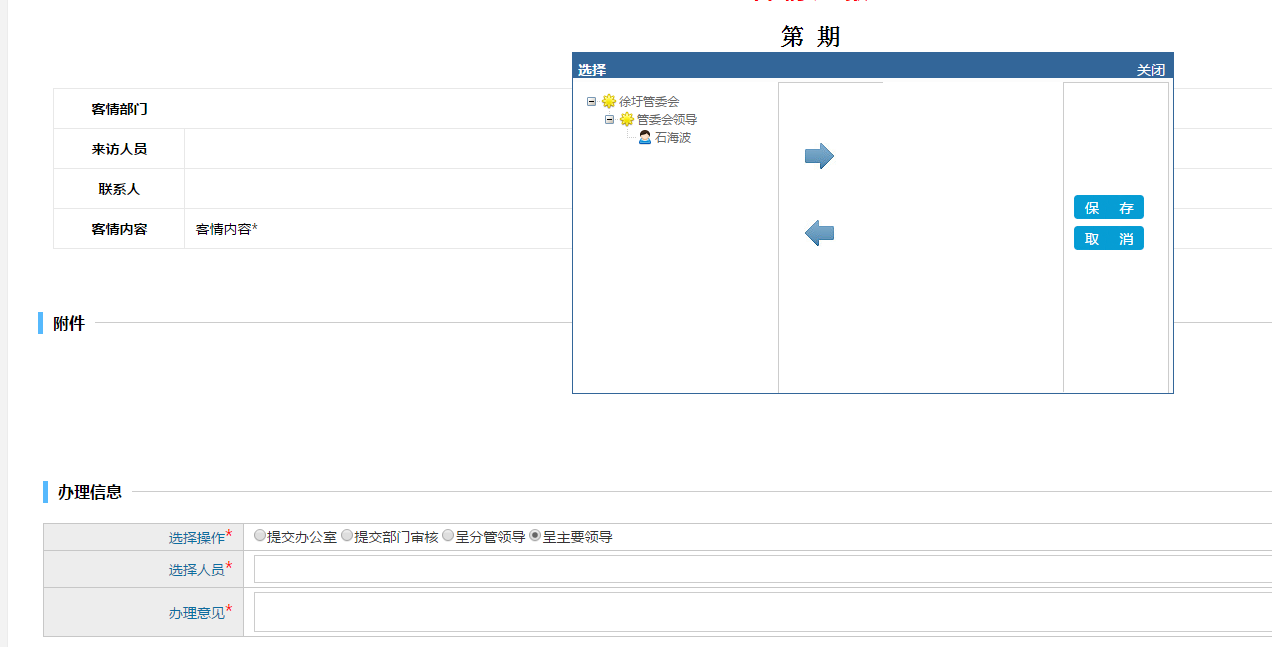 第 期
选择 关闭
徐圩管委会
管委会领导
石海波
保 存
取 消
客情部门
来访人员
联系人
客情内容 客情内容*
附件
办理信息
选择操作* 提交办公室 提交部门审核 呈分管领导 呈主要领导
选择人员*
办理意见*